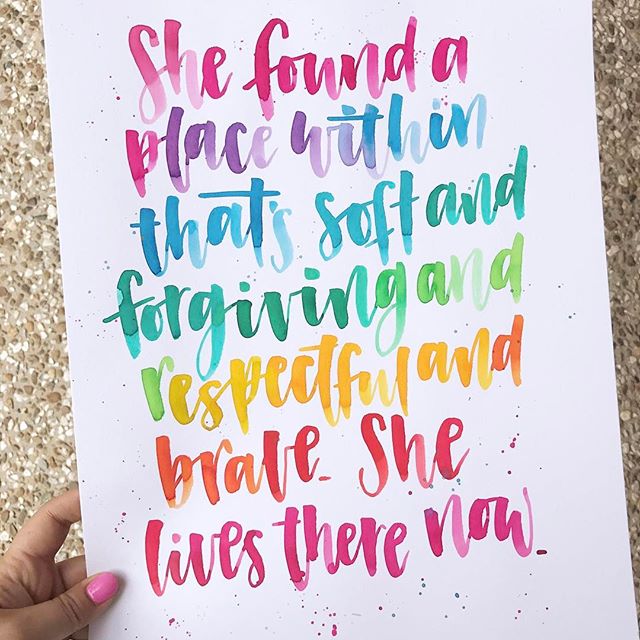 She found a
place within
that's soft and
forgiving and
respectful and
brave. She
lives there now.